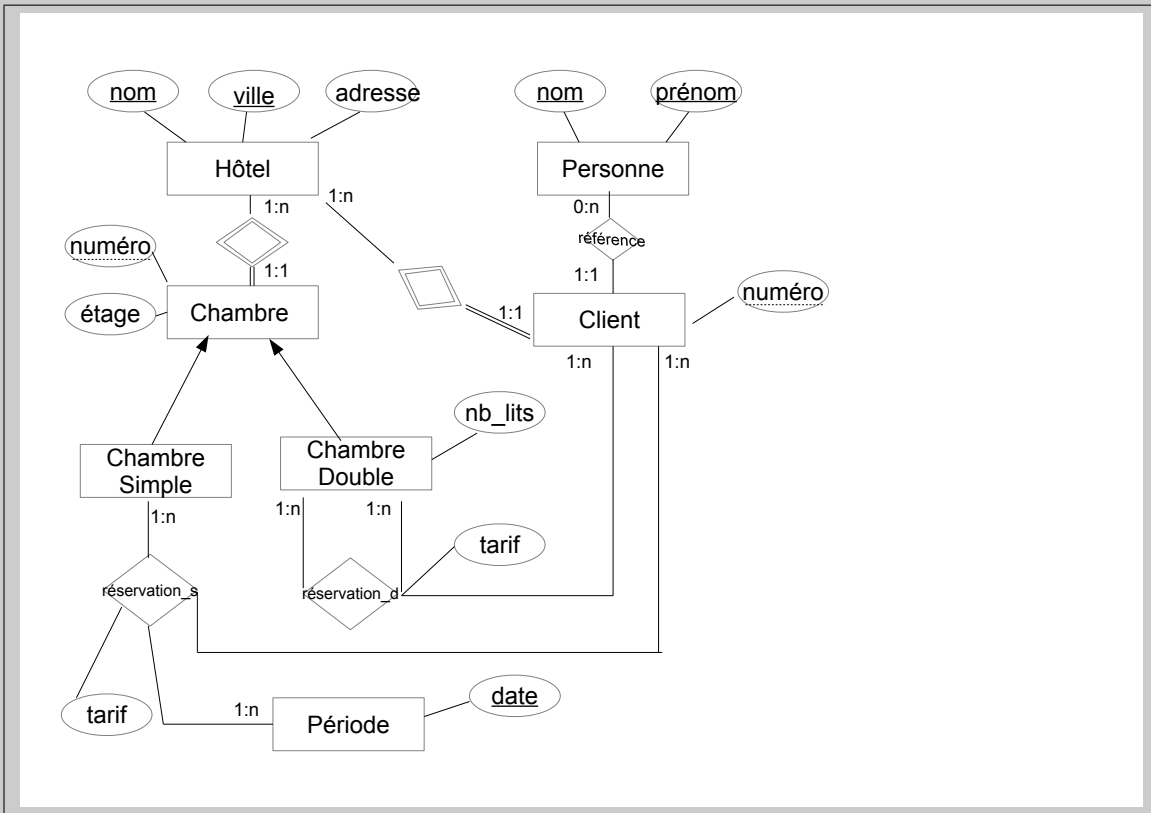 nom
ville
adresse
nom
prénom
Hôtel
Personne
1:n
1:n
0:n
référence
numéro
1:1
1:1
numéro
étage
Chambre
1:1
Client
1:n
1:n
nb_lits
Chambre
Simple
Chambre
Double
1:n
1:n
1:n
tarif
réservation_s
réservation_d
tarif
1:n
Période
date